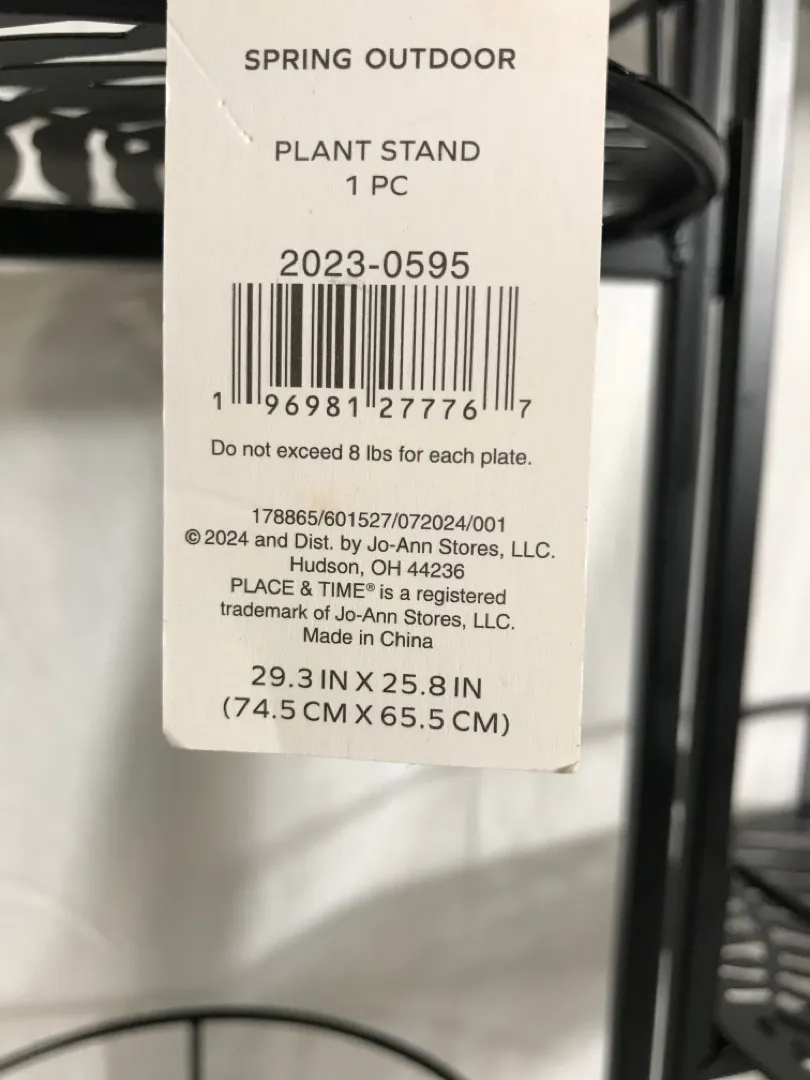 SPRING OUTDOOR
PLANT STAND
1 PC
2023-0595
1 96981 27776 7
Do not exceed 8 lbs for each plate.
178865/601527/072024/001
© 2024 and Dist. by Jo-Ann Stores, LLC.
Hudson, OH 44236
PLACE & TIME® is a registered
trademark of Jo-Ann Stores, LLC.
Made in China
29.3 IN X 25.8 IN
(74.5 CM X 65.5 CM)